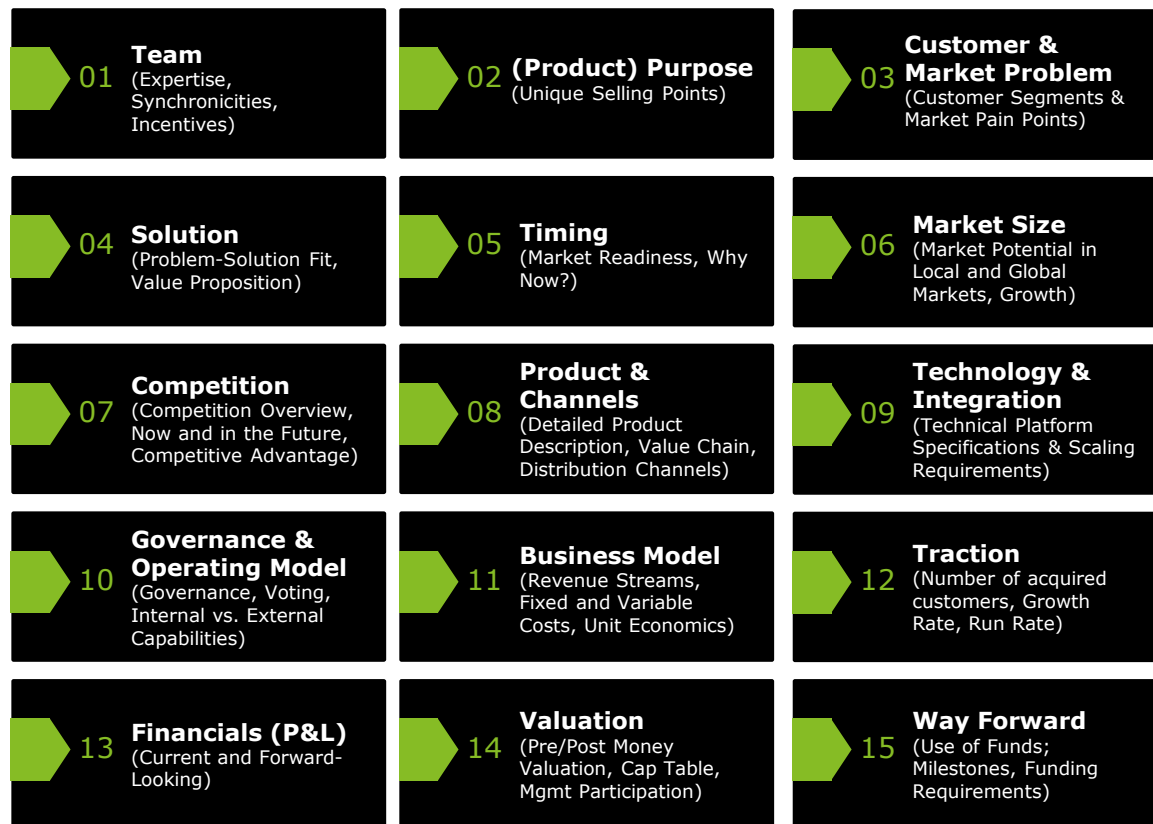 01
Team
(Expertise,
Synchronicities,
Incentives)
02
(Product) Purpose
(Unique Selling Points)
03
Customer &
Market Problem
(Customer Segments &
Market Pain Points)
04
Solution
(Problem-Solution Fit,
Value Proposition)
05
Timing
(Market Readiness, Why
Now?)
06
Market Size
(Market Potential in
Local and Global
Markets, Growth)
07
Competition
(Competition Overview,
Now and in the Future,
Competitive Advantage)
08
Product &
Channels
(Detailed Product
Description, Value Chain,
Distribution Channels)
09
Technology &
Integration
(Technical Platform
Specifications & Scaling
Requirements)
10
Governance &
Operating Model
(Governance, Voting,
Internal vs. External
Capabilities)
11
Business Model
(Revenue Streams,
Fixed and Variable
Costs, Unit Economics)
12
Traction
(Number of acquired
customers, Growth
Rate, Run Rate)
13
Financials (P&L)
(Current and Forward-
Looking)
14
Valuation
(Pre/Post Money
Valuation, Cap Table,
Mgmt Participation)
15
Way Forward
(Use of Funds;
Milestones, Funding
Requirements)